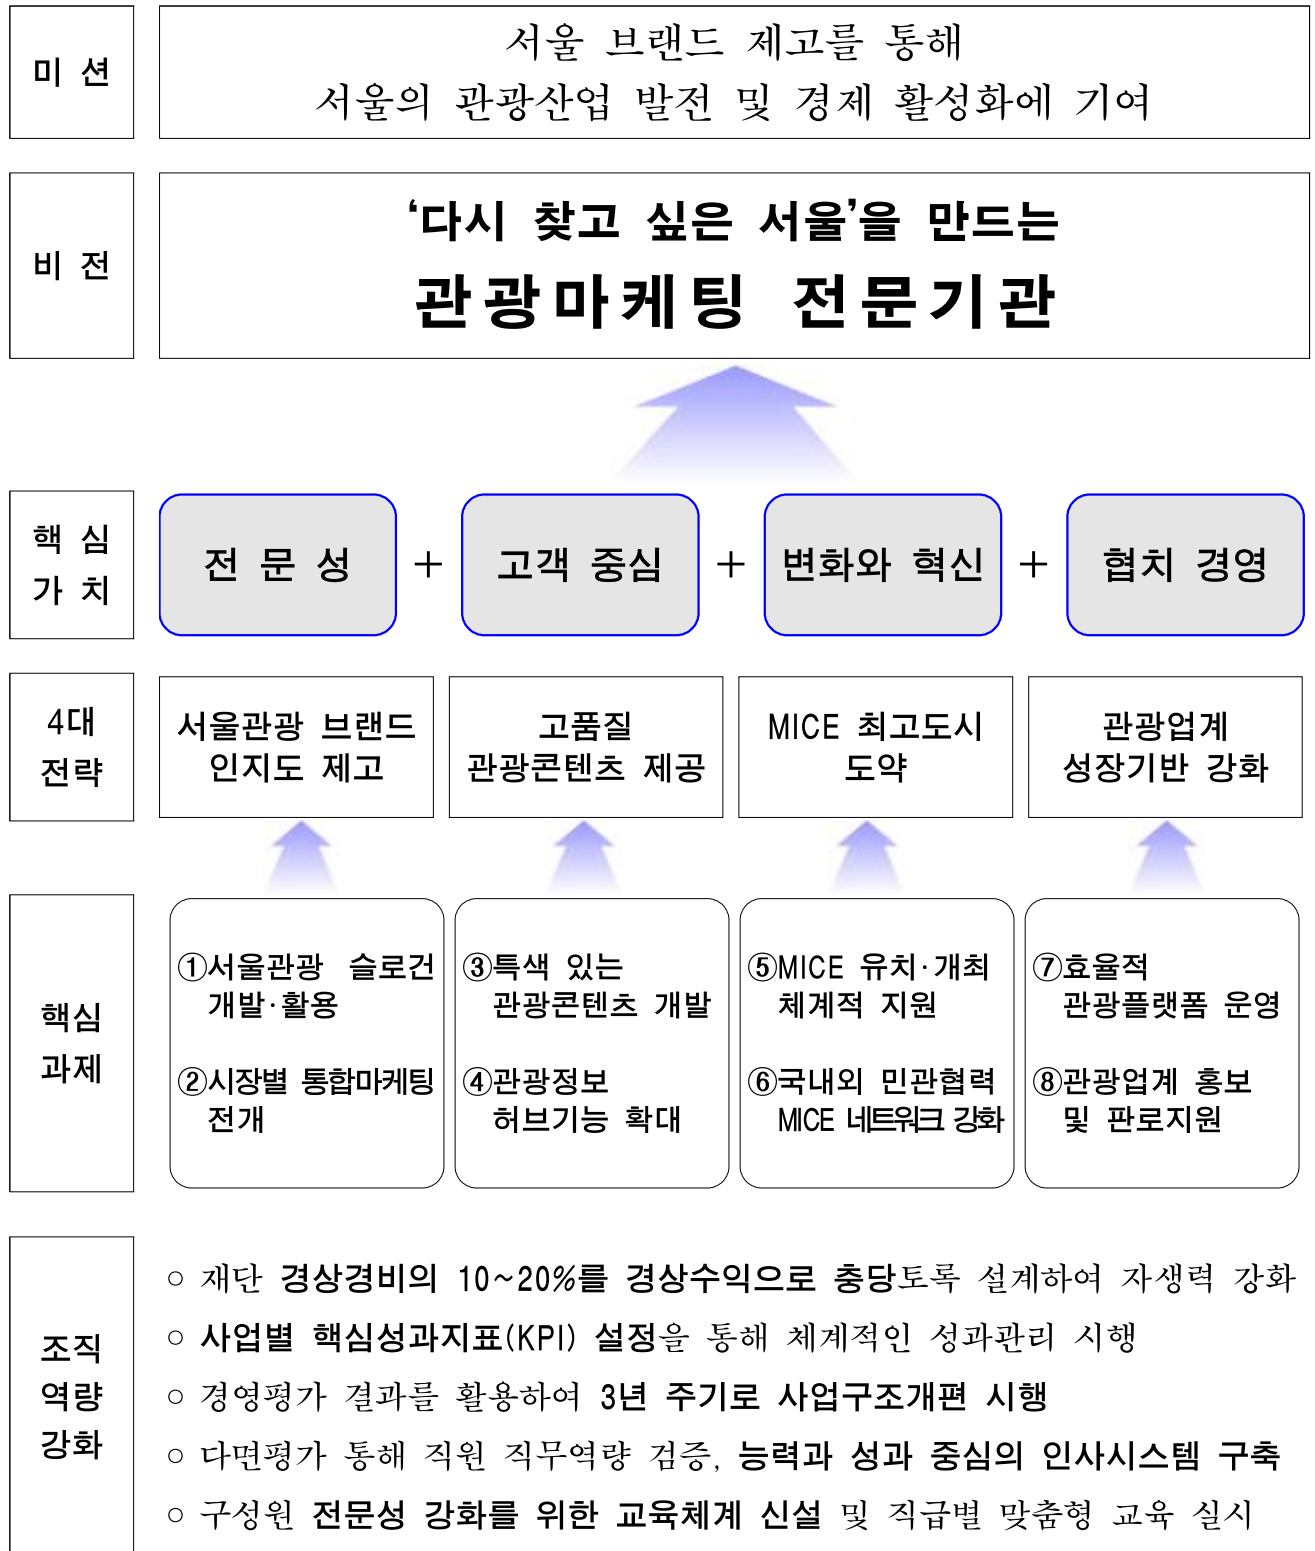 미 션
서울 브랜드 제고를 통해
서울의 관광산업 발전 및 경제 활성화에 기여
비 전
‘다시 찾고 싶은 서울’을 만드는
관광마케팅 전문기관
핵 심
가 치
전 문 성 + 고객 중심 + 변화와 혁신 + 협치 경영
4대
전략
서울관광 브랜드
인지도 제고
고품질
관광콘텐츠 제공
MICE 최고도시
도약
관광업계
성장기반 강화
핵심
과제
①서울관광 슬로건
개발·활용
②시장별 통합마케팅
전개
③특색 있는
관광콘텐츠 개발
④관광정보
허브기능 확대
⑤MICE 유치·개최
체계적 지원
⑥국내외 민관협력
MICE 네트워크 강화
⑦효율적
관광플랫폼 운영
⑧관광업계 홍보
및 판로지원
조직
역량
강화
○ 재단 경상경비의 10~20%를 경상수익으로 충당토록 설계하여 자생력 강화
○ 사업별 핵심성과지표(KPI) 설정을 통해 체계적인 성과관리 시행
○ 경영평가 결과를 활용하여 3년 주기로 사업구조개편 시행
○ 다면평가 통해 직원 직무역량 검증, 능력과 성과 중심의 인사시스템 구축
○ 구성원 전문성 강화를 위한 교육체계 신설 및 직급별 맞춤형 교육 실시